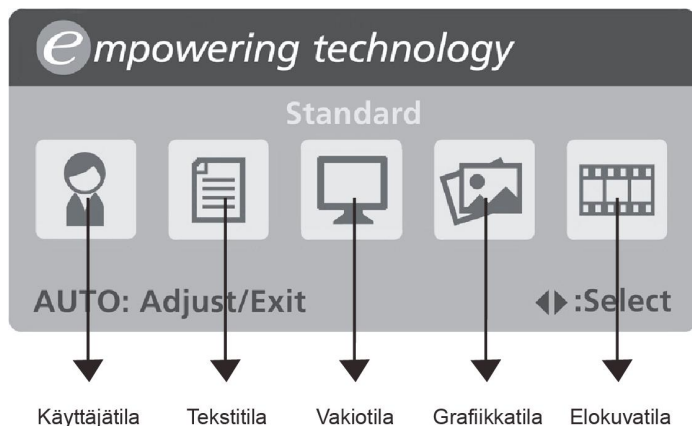 empowering technology
Standard
AUTO: Adjust/Exit ◀▶ :Select
Käyttäjätila Tekstitila Vakiotila Grafiikkatila Elokuvatila